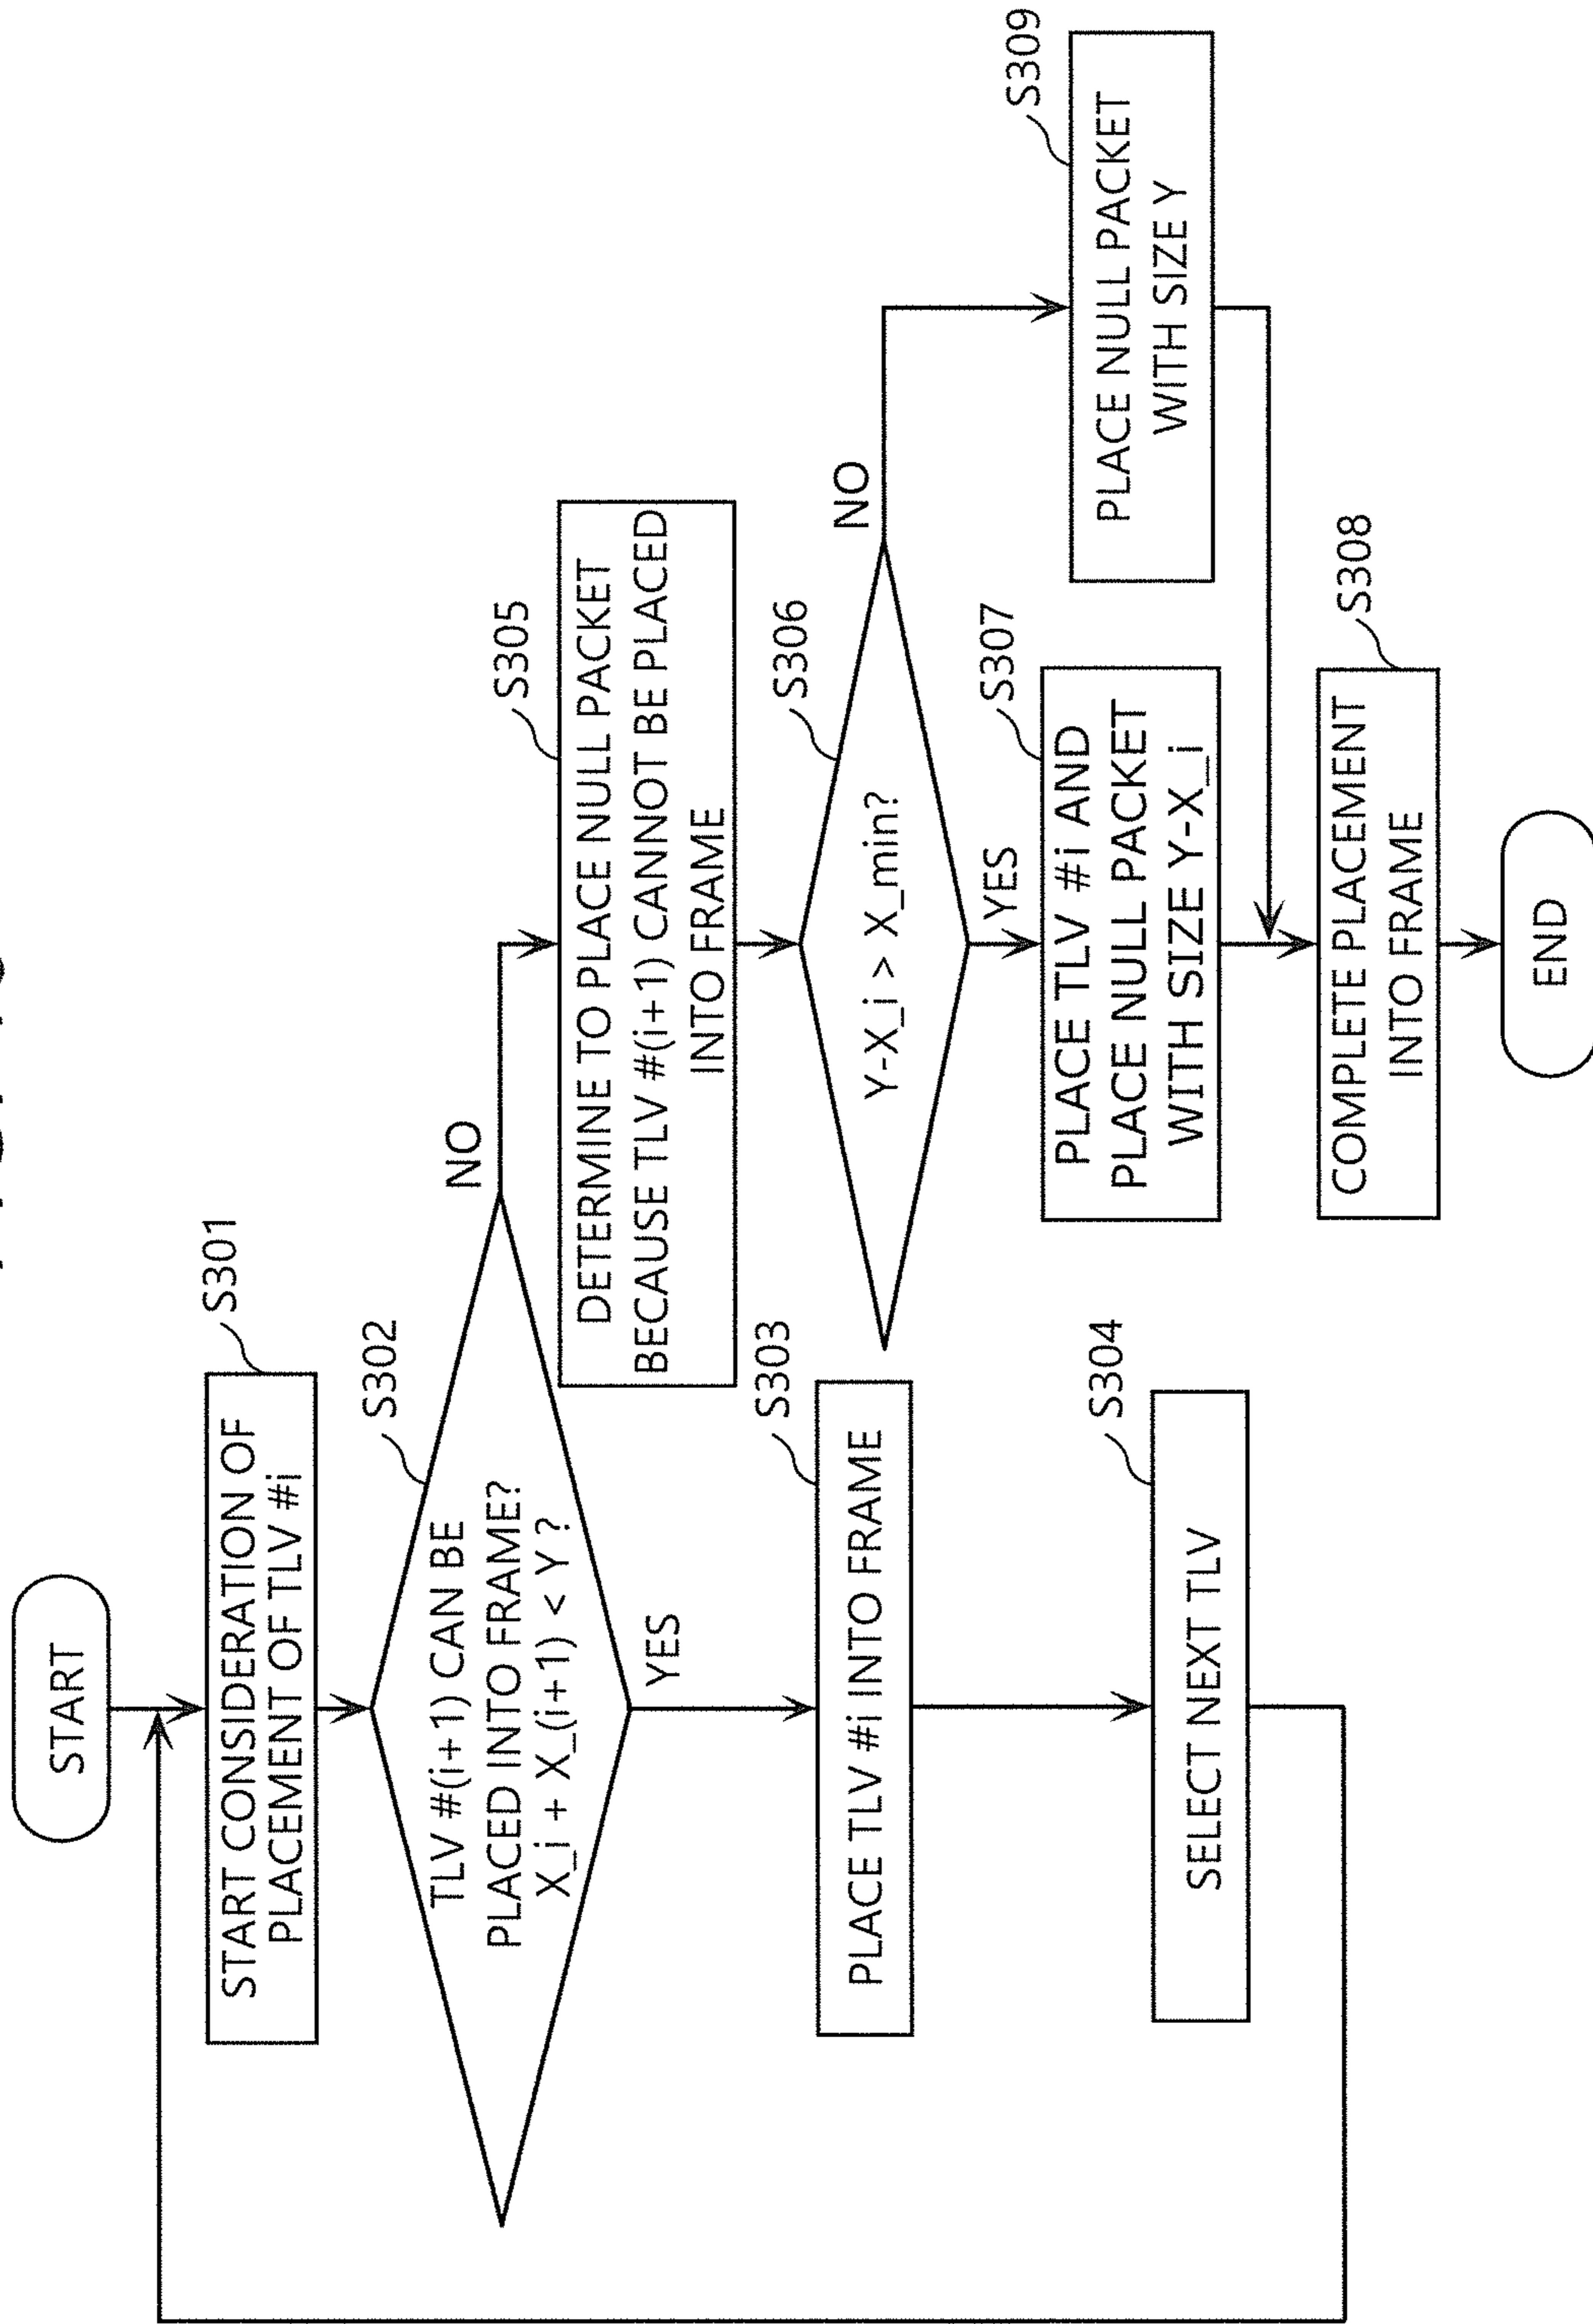 START
START CONSIDERATION OF
PLACEMENT OF TLV #i
S301
TLV #(i+1) CAN BE
PLACED INTO FRAME?
X_i + X_(i+1) < Y ?
S302
NO
YES
PLACE TLV #i INTO FRAME
S303
SELECT NEXT TLV
S304
DETERMINE TO PLACE NULL PACKET
BECAUSE TLV #(i+1) CANNOT BE PLACED
INTO FRAME
S305
Y-X_i > X_min?
S306
NO
YES
PLACE TLV #i AND
PLACE NULL PACKET
WITH SIZE Y-X_i
S307
PLACE NULL PACKET
WITH SIZE Y
S309
COMPLETE PLACEMENT
INTO FRAME
S308
END